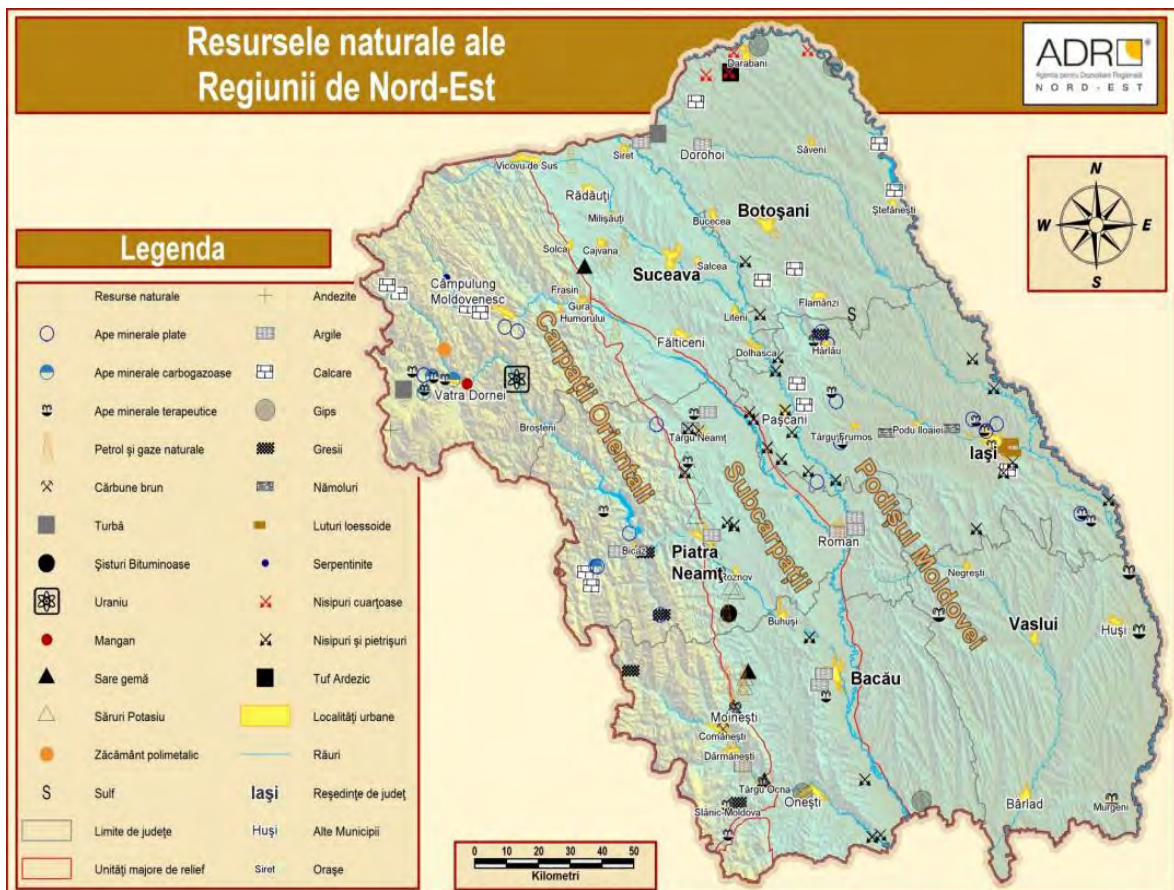 Resursele naturale ale
Regiunii de Nord-Est
ADR
Agenția pentru Dezvoltare Regională
NORD-EST
N
W E
S
Legenda
Resurse naturale
Ape minerale plate
Ape minerale carbogazoase
Ape minerale terapeutice
Petrol și gaze naturale
Cărbune brun
Turbă
Șisturi Bituminoase
Uraniu
Mangan
Sare gemă
Săruri Potasiu
Zăcământ polimetalic
S Sulf
Limite de județe
Unități majore de relief
Andezite
Argile
Calcare
Gips
Gresii
Nămoluri
Luturi loessoide
Serpentinite
Nisipuri cuarțoase
Nisipuri și pietrișuri
Tuf Ardezic
Localități urbane
Râuri
Iași Reședințe de județ
Huși Alte Municipii
Siret Orașe
Darabani
Vicovu de Sus
Siret
Dorohoi
Săveni
Rădăuți
Milișăuți
Bucecea
Botoșani
Ștefănești
Solca
Cajvana
Suceava
Salcea
Câmpulung
Moldovenesc
Frasin
Gura
Humorului
Liteni
Flamânzi
S
Fălticeni
Dolhasca
Hârlău
Vatra Dornei
Broșteni
Carpații Orientali
Târgu Neamț
Pașcani
Târgu Frumos
Podu Iloaiei
Iași
Subcarpații
Podișul Moldovei
Bicaz
Piatra
Neamț
Roznov
Roman
Negrești
Buhuși
Vaslui
Huși
Bacău
Moinești
Comănești
Dărmănești
Târgu Ocna
Slănic-Moldova
Onești
Bârlad
Murgeni
0 10 20 30 40 50
Kilometri